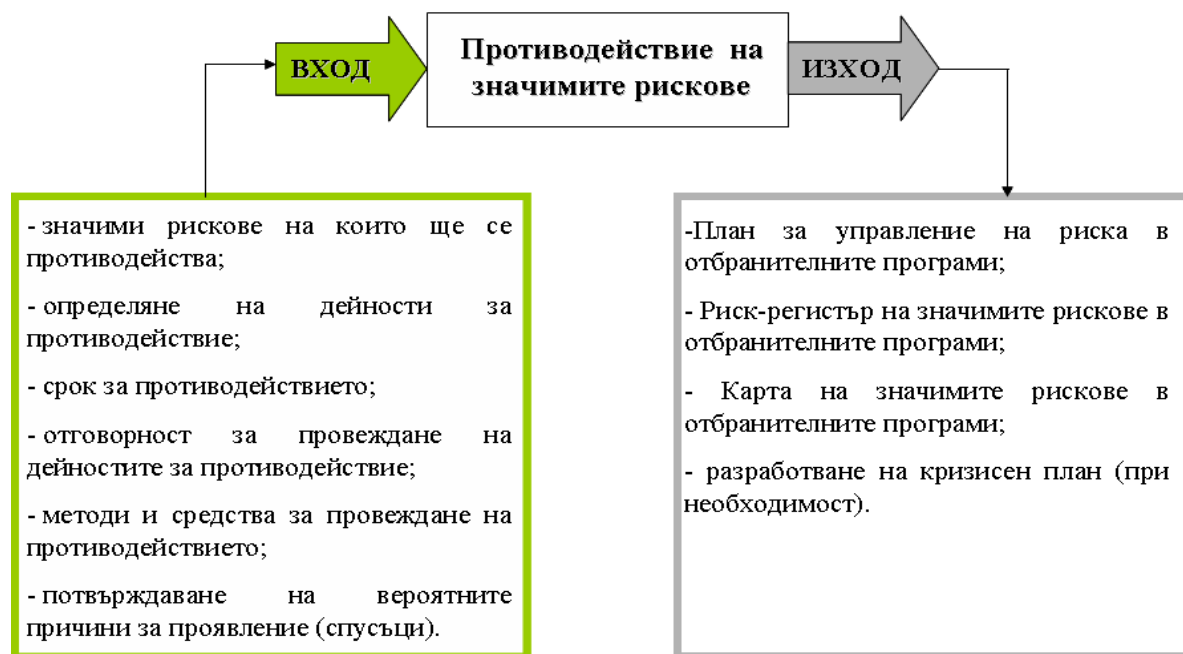 ВХОД
Противодействие на
значимите рискове
ИЗХОД
- значими рискове на които ще се
противодейства;
- определяне на дейности за
противодействие;
- срок за противодействието;
- отговорност за провеждане на
дейностите за противодействие;
- методи и средства за провеждане на
противодействието;
- потвърждаване на вероятните
причини за проявление (спусъци).
-План за управление на риска в
отбранителните програми;
- Риск-регистър на значимите рискове в
отбранителните програми;
- Карта на значимите рискове в
отбранителните програми;
- разработване на кризисен план (при
необходимост).